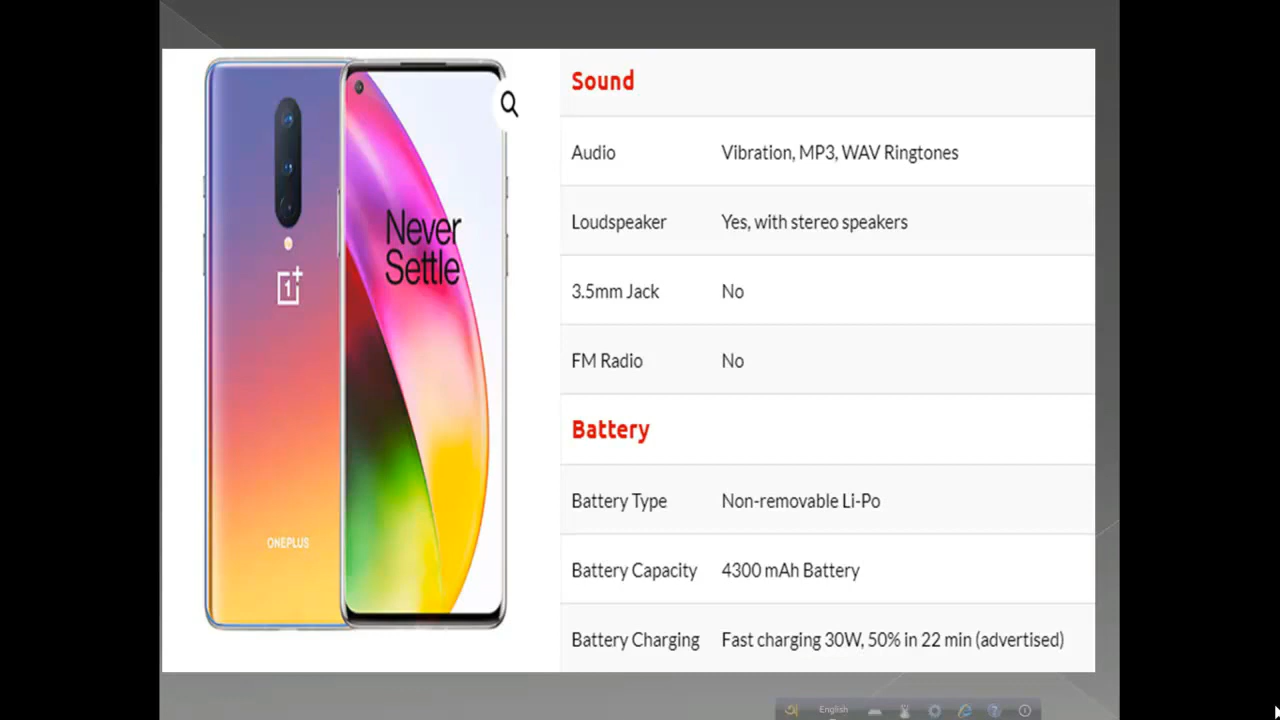 Never
Settle
1+
ONEPLUS
Sound
Audio Vibration, MP3, WAV Ringtones
Loudspeaker Yes, with stereo speakers
3.5mm Jack No
FM Radio No
Battery
Battery Type Non-removable Li-Po
Battery Capacity 4300 mAh Battery
Battery Charging Fast charging 30W, 50% in 22 min (advertised)
অ English